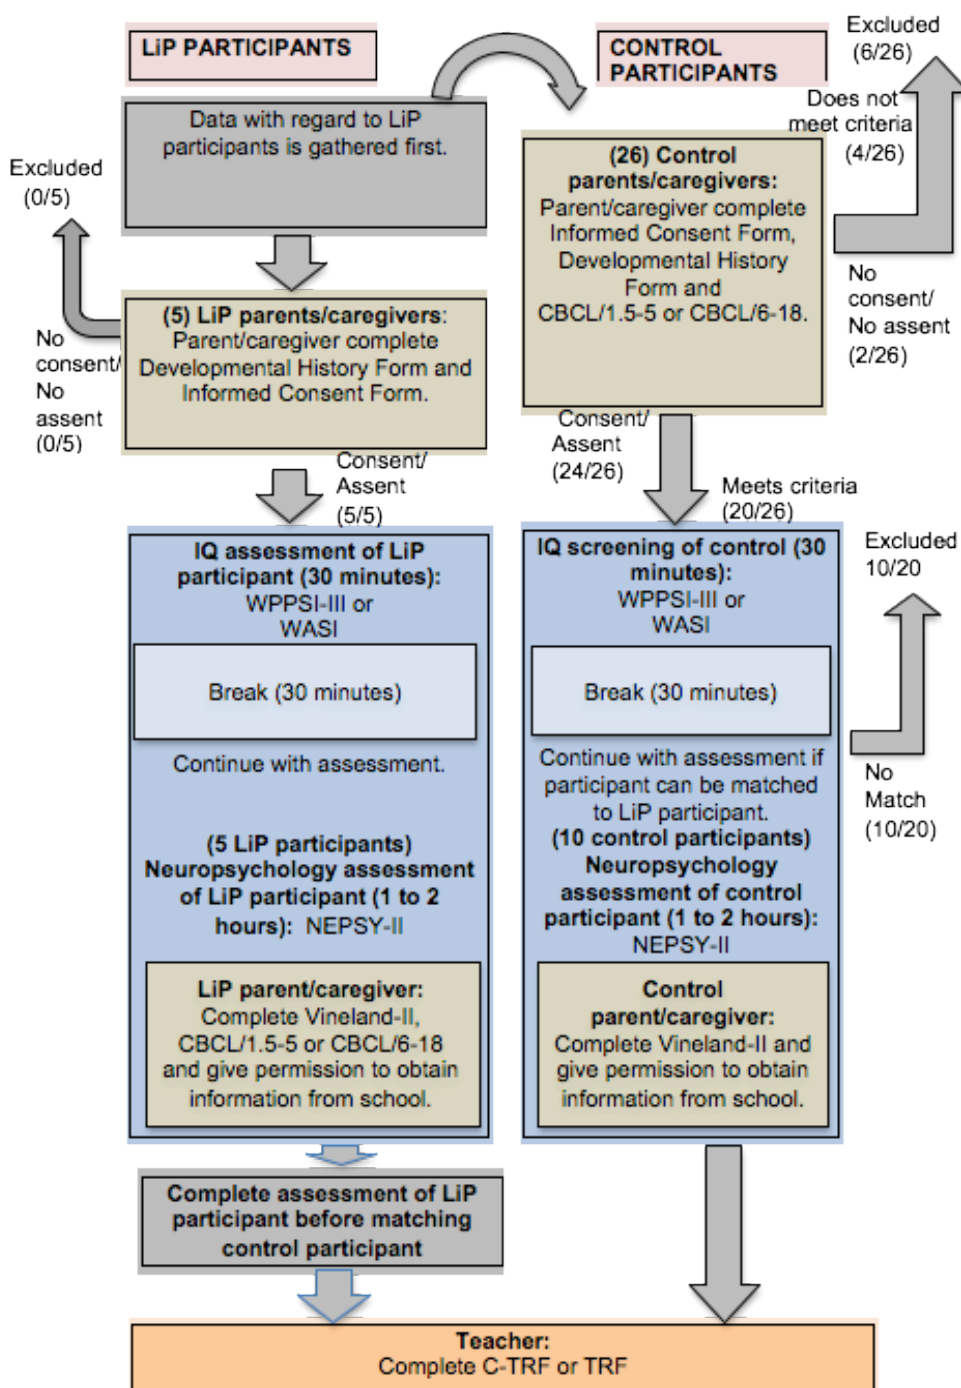 LiP PARTICIPANTS
CONTROL
PARTICIPANTS
Excluded
(6/26)
Data with regard to LiP
participants is gathered first.
Does not
meet criteria
(4/26)
Excluded
(0/5)
(26) Control
parents/caregivers:
Parent/caregiver complete
Informed Consent Form,
Developmental History
Form and
CBCL/1.5-5 or CBCL/6-18.
No
consent/
No assent
(2/26)
(5) LiP parents/caregivers:
Parent/caregiver complete
Developmental History Form and
Informed Consent Form.
No
consent/
No
assent
(0/5)
Consent/
Assent
(5/5)
Consent/
Assent
(24/26)
Meets criteria
(20/26)
IQ assessment of LiP
participant (30 minutes):
WPPSI-III or
WASI
Break (30 minutes)
Continue with assessment.
(5 LiP participants)
Neuropsychology assessment
of LiP participant (1 to 2
hours): NEPSY-II
LiP parent/caregiver:
Complete Vineland-II,
CBCL/1.5-5 or CBCL/6-18
and give permission to obtain
information from school.
IQ screening of control (30
minutes):
WPPSI-III or
WASI
Break (30 minutes)
Continue with assessment if
participant can be matched
to LiP participant.
(10 control participants)
Neuropsychology
assessment of control
participant (1 to 2 hours):
NEPSY-II
Control
parent/caregiver:
Complete Vineland-II and
give permission to obtain
information from school.
Excluded
10/20
No
Match
(10/20)
Complete assessment of LiP
participant before matching
control participant
Teacher:
Complete C-TRF or TRF